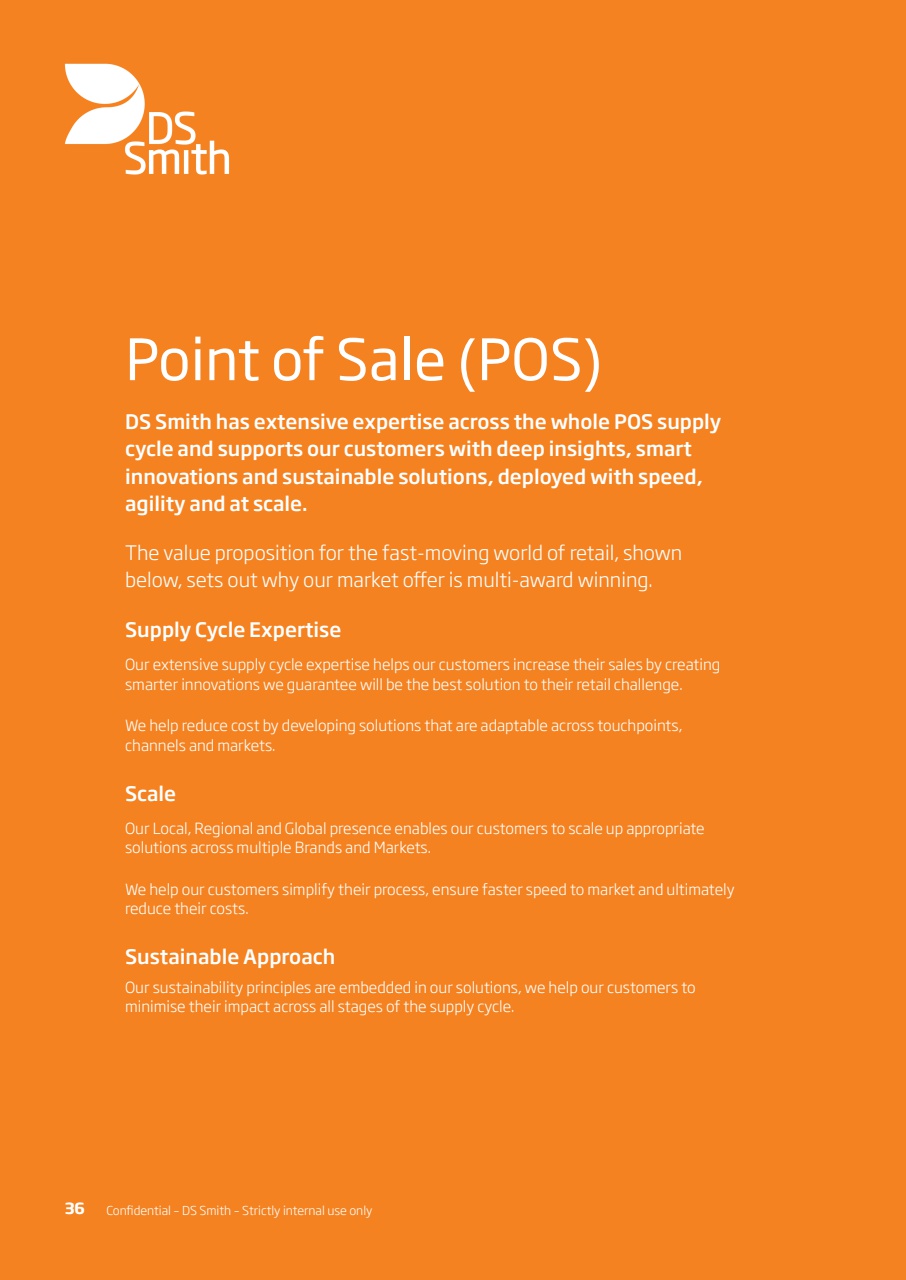 DS
Smith
Point of Sale (POS)
DS Smith has extensive expertise across the whole POS supply
cycle and supports our customers with deep insights, smart
innovations and sustainable solutions, deployed with speed,
agility and at scale.
The value proposition for the fast-moving world of retail, shown
below, sets out why our market offer is multi-award winning.
Supply Cycle Expertise
Our extensive supply cycle expertise helps our customers increase their sales by creating
smarter innovations we guarantee will be the best solution to their retail challenge.
We help reduce cost by developing solutions that are adaptable across touchpoints,
channels and markets.
Scale
Our Local, Regional and Global presence enables our customers to scale up appropriate
solutions across multiple Brands and Markets.
We help our customers simplify their process, ensure faster speed to market and ultimately
reduce their costs.
Sustainable Approach
Our sustainability principles are embedded in our solutions, we help our customers to
minimise their impact across all stages of the supply cycle.
36 Confidential – DS Smith – Strictly internal use only